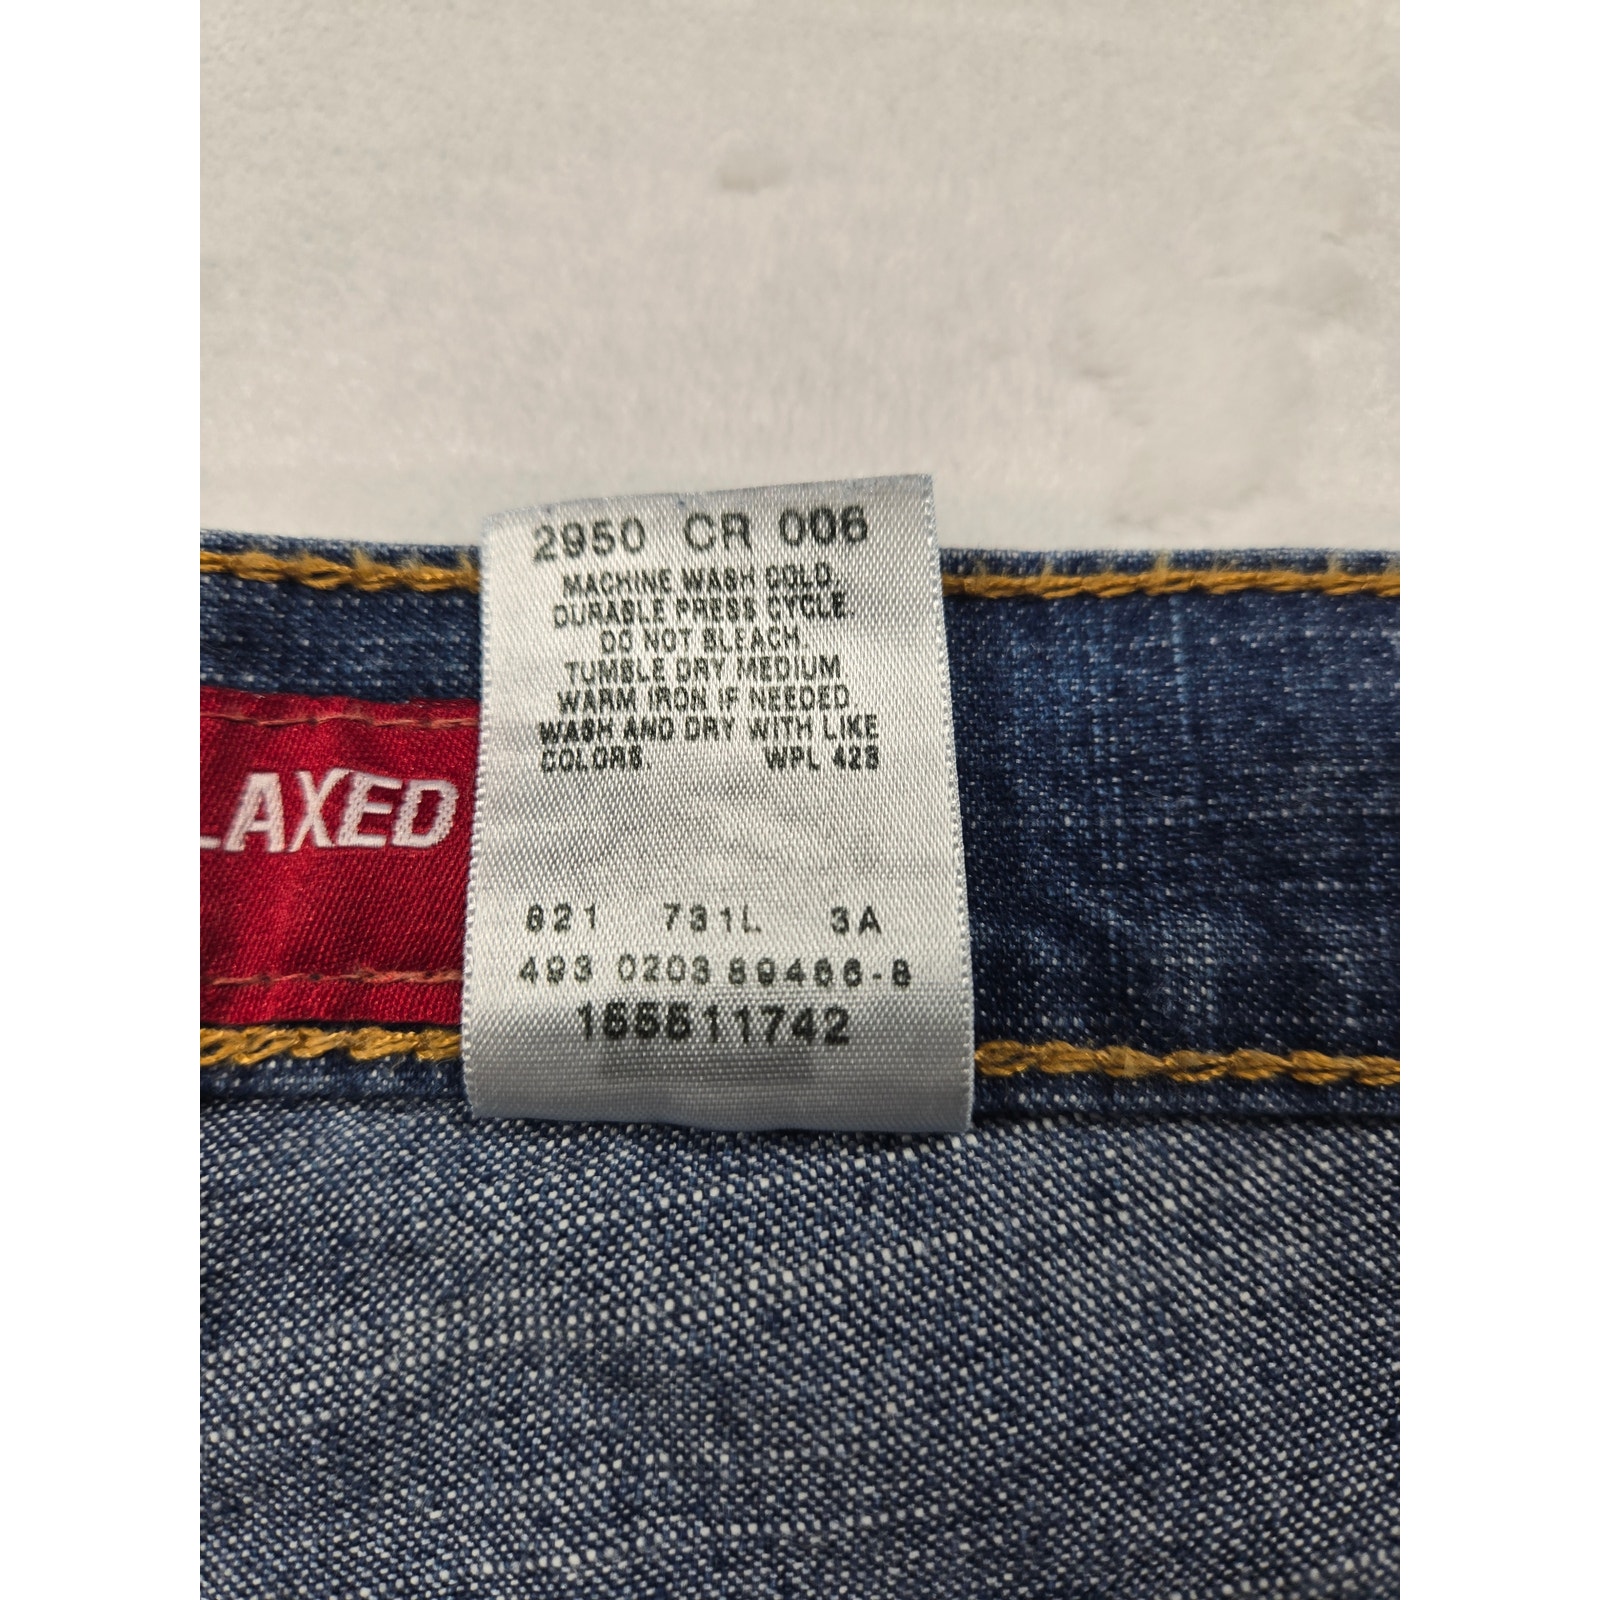 2950 CR 006
MACHINE WASH COLD.
DURABLE PRESS CYCLE.
DO NOT BLEACH.
TUMBLE DRY MEDIUM
WARM IRON IF NEEDED
WASH AND DRY WITH LIKE
COLORS. WPL 423
LAXED
821 731L 3A
493 0203 89466-8
155511742